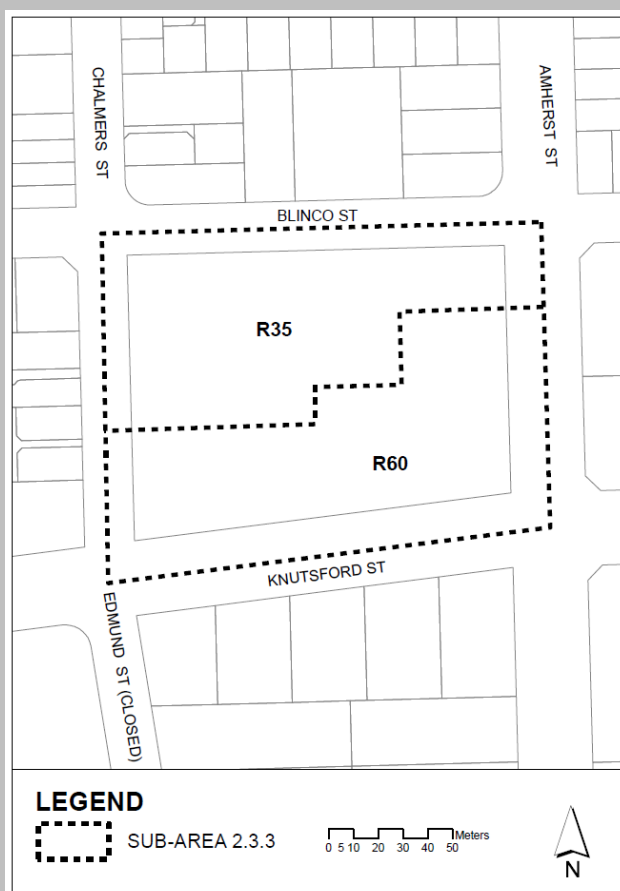 CHALMERS ST
AMHERST ST
BLINCO ST
R35
R60
KNUTSFORD ST
EDMUND ST (CLOSED)
LEGEND
SUB-AREA 2.3.3
Meters
0 5 10 20 30 40 50
N